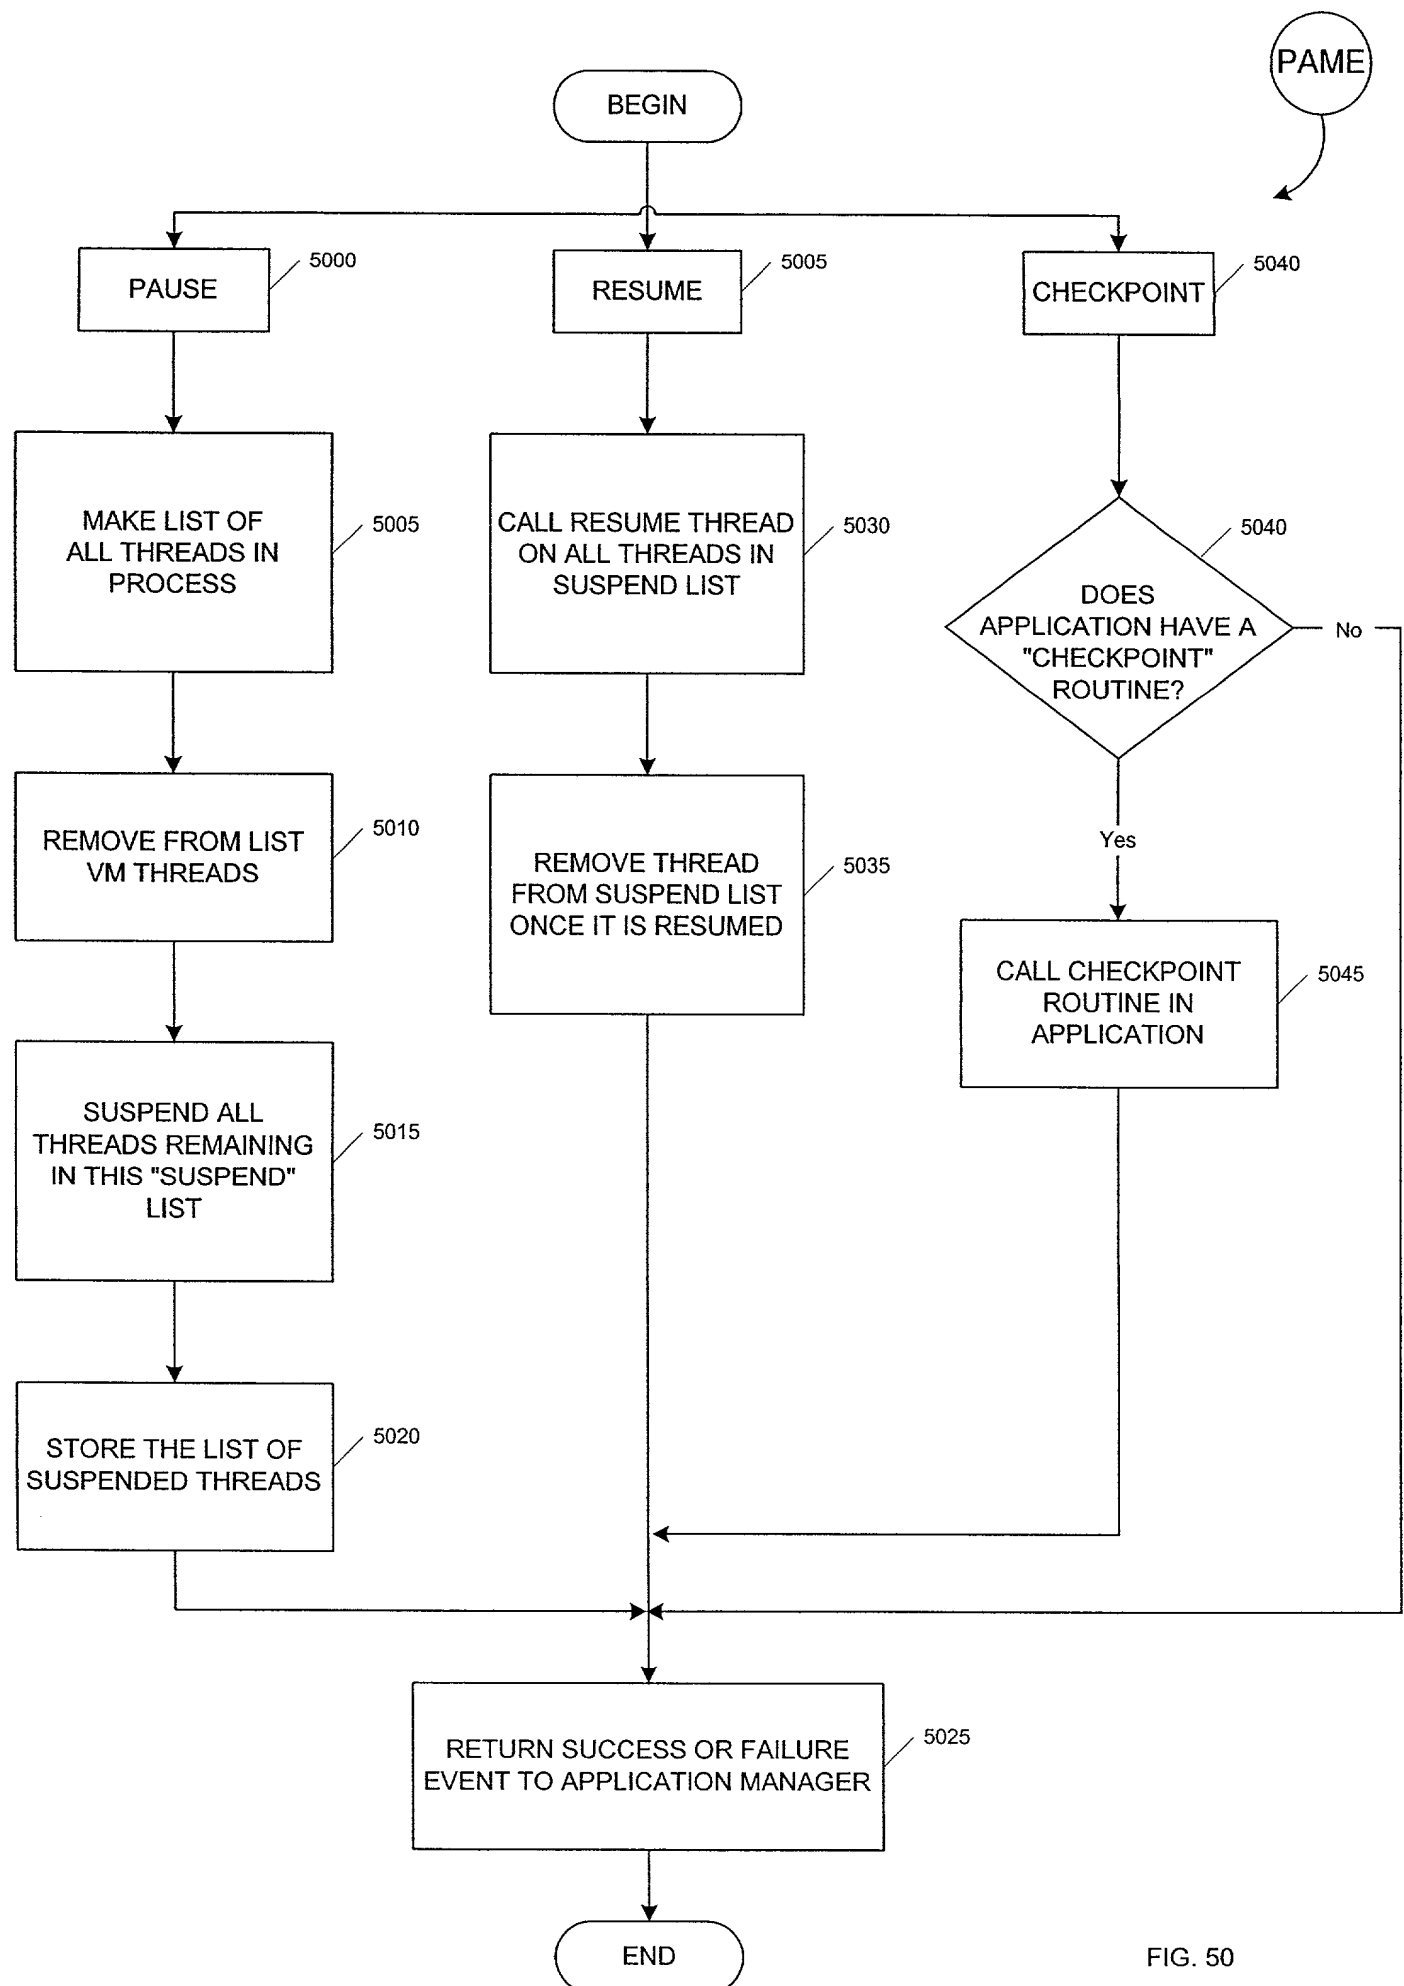 PAME
BEGIN
PAUSE
5000
RESUME
5005
CHECKPOINT
5040
MAKE LIST OF
ALL THREADS IN
PROCESS
5005
CALL RESUME THREAD
ON ALL THREADS IN
SUSPEND LIST
5030
DOES
APPLICATION HAVE A
"CHECKPOINT"
ROUTINE?
5040
No
Yes
REMOVE FROM LIST
VM THREADS
5010
REMOVE THREAD
FROM SUSPEND LIST
ONCE IT IS RESUMED
5035
CALL CHECKPOINT
ROUTINE IN
APPLICATION
5045
SUSPEND ALL
THREADS REMAINING
IN THIS "SUSPEND"
LIST
5015
STORE THE LIST OF
SUSPENDED THREADS
5020
RETURN SUCCESS OR FAILURE
EVENT TO APPLICATION MANAGER
5025
END
FIG. 50